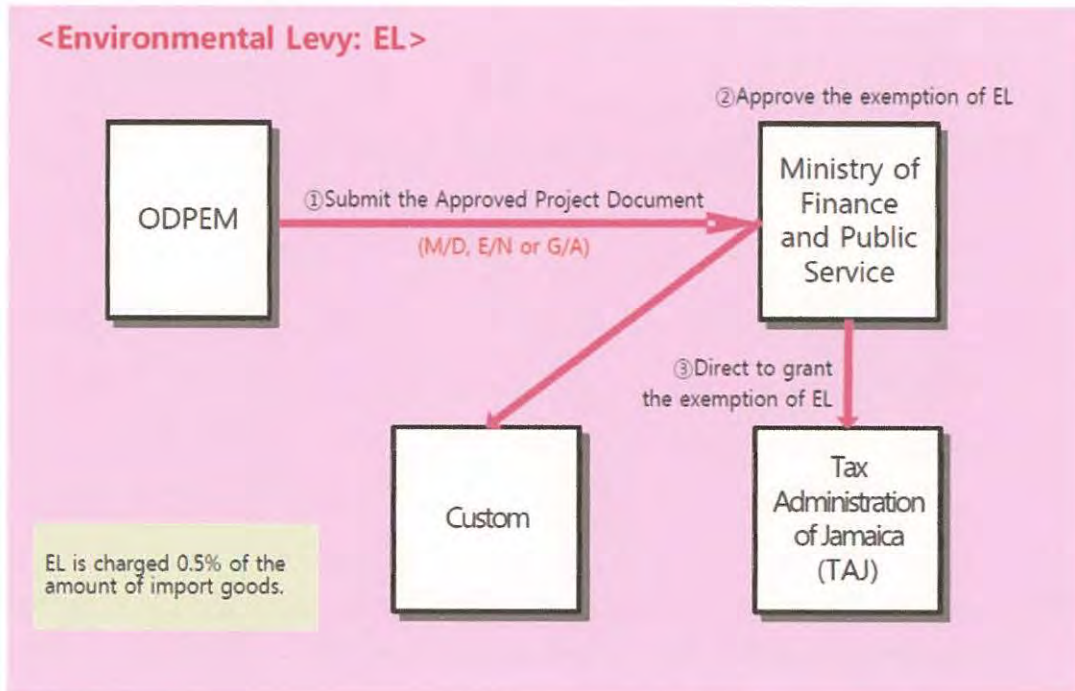 <Environmental Levy: EL>
②Approve the exemption of EL
ODPEM
①Submit the Approved Project Document
(M/D, E/N or G/A)
Ministry of
Finance
and Public
Service
③Direct to grant
the exemption of EL
Custom
Tax
Administration
of Jamaica
(TAJ)
EL is charged 0.5% of the
amount of import goods.